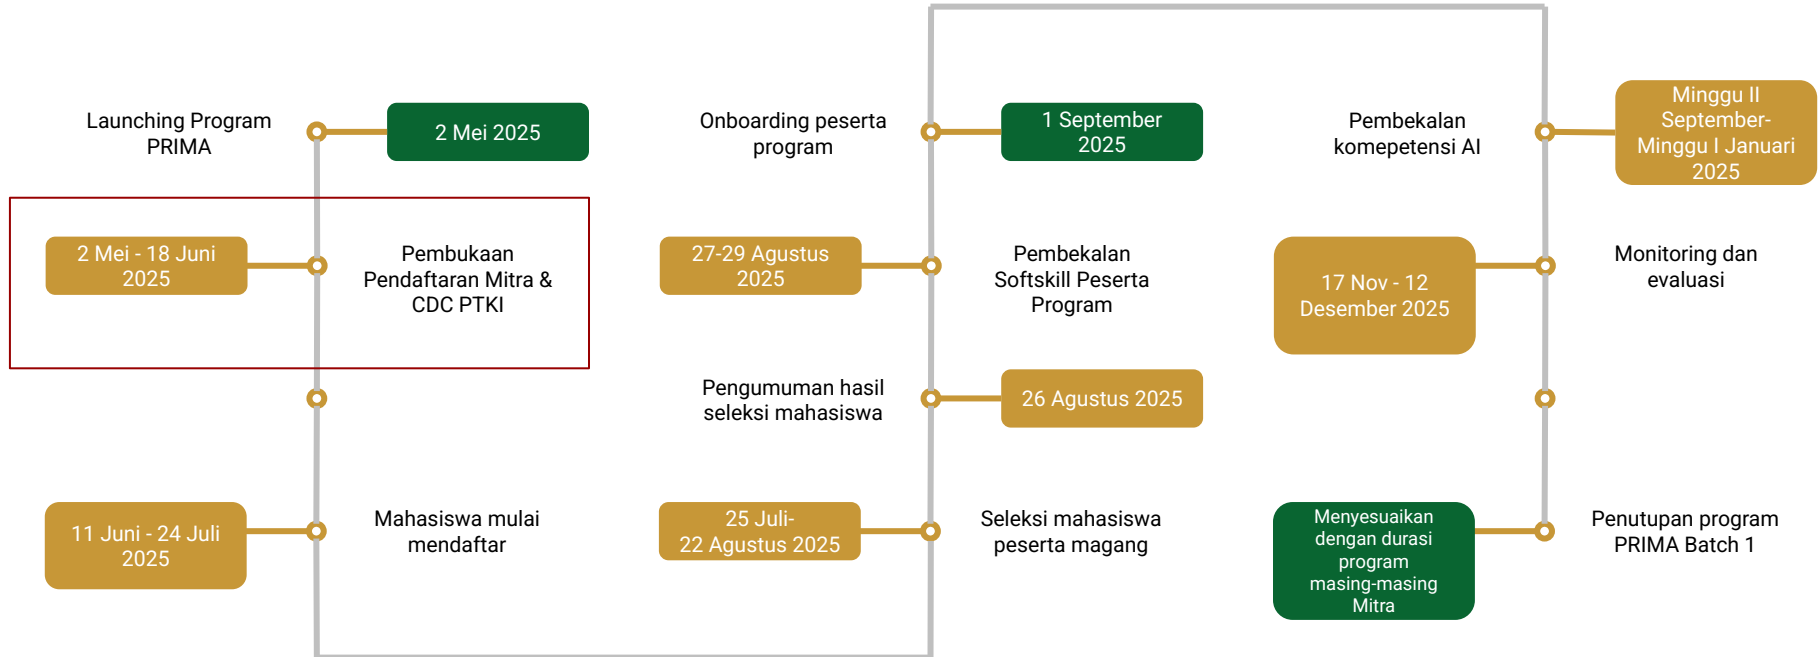 Launching Program
PRIMA
2 Mei 2025
2 Mei - 18 Juni
2025
Pembukaan
Pendaftaran Mitra &
CDC PTKI
11 Juni - 24 Juli
2025
Mahasiswa mulai
mendaftar
Onboarding peserta
program
1 September
2025
27-29 Agustus
2025
Pembekalan
Softskill Peserta
Program
Pengumuman hasil
seleksi mahasiswa
26 Agustus 2025
25 Juli-
22 Agustus 2025
Seleksi mahasiswa
peserta magang
Pembekalan
komepetensi AI
Minggu II
September-
Minggu I Januari
2025
17 Nov - 12
Desember 2025
Monitoring dan
evaluasi
Menyesuaikan
dengan durasi
program
masing-masing
Mitra
Penutupan program
PRIMA Batch 1